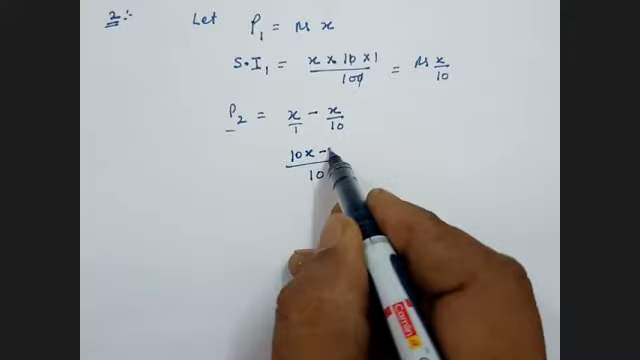 2:- Let P₁ = Rs x
S.I₁ = x × 10 × 1 / 100 = Rs x/10
P₂ = x/1 - x/10
10x - / 10